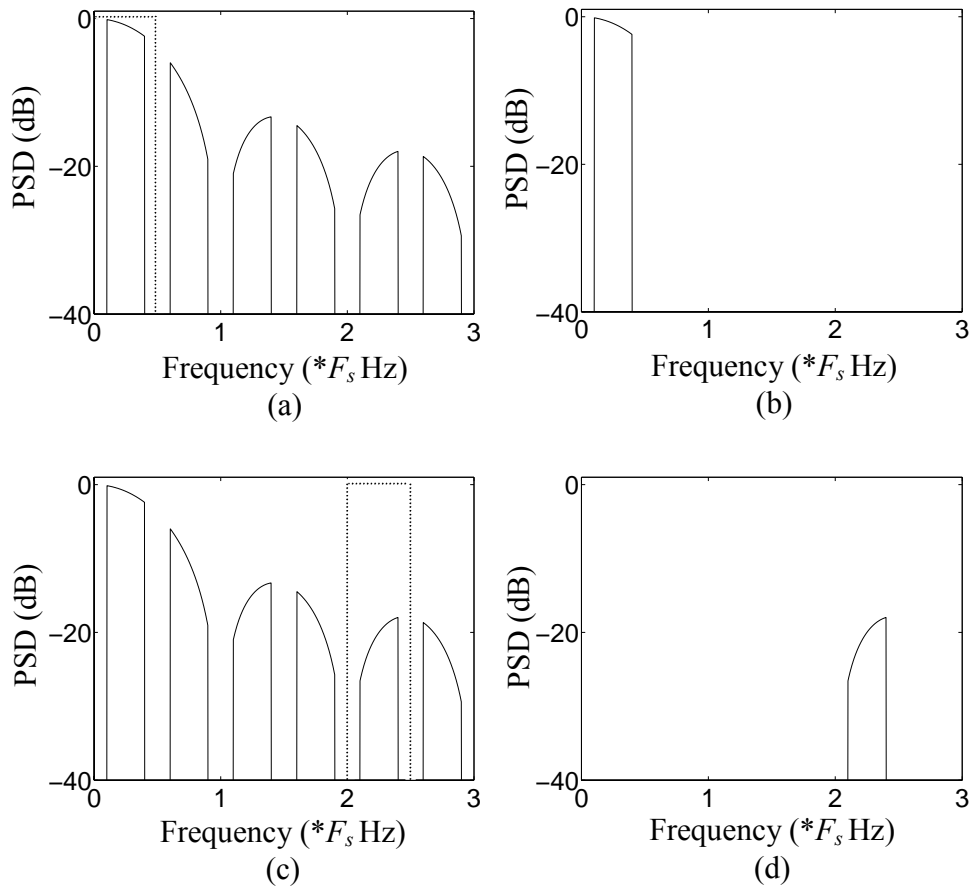 0
−20
−40
PSD (dB)
0 1 2 3
Frequency (*F_s Hz)
(a)
0
−20
−40
PSD (dB)
0 1 2 3
Frequency (*F_s Hz)
(b)
0
−20
−40
PSD (dB)
0 1 2 3
Frequency (*F_s Hz)
(c)
0
−20
−40
PSD (dB)
0 1 2 3
Frequency (*F_s Hz)
(d)